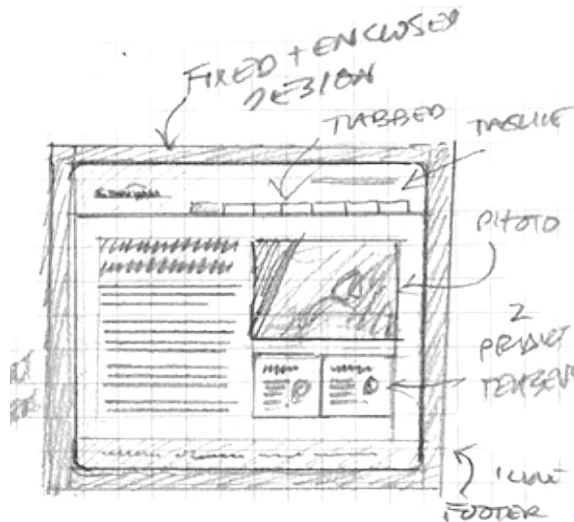 FIXED + ENCLOSED
DESIGN
TABBED
TAGLINE
PHOTO
2
PRODUCT
TEASERS
FOOTER